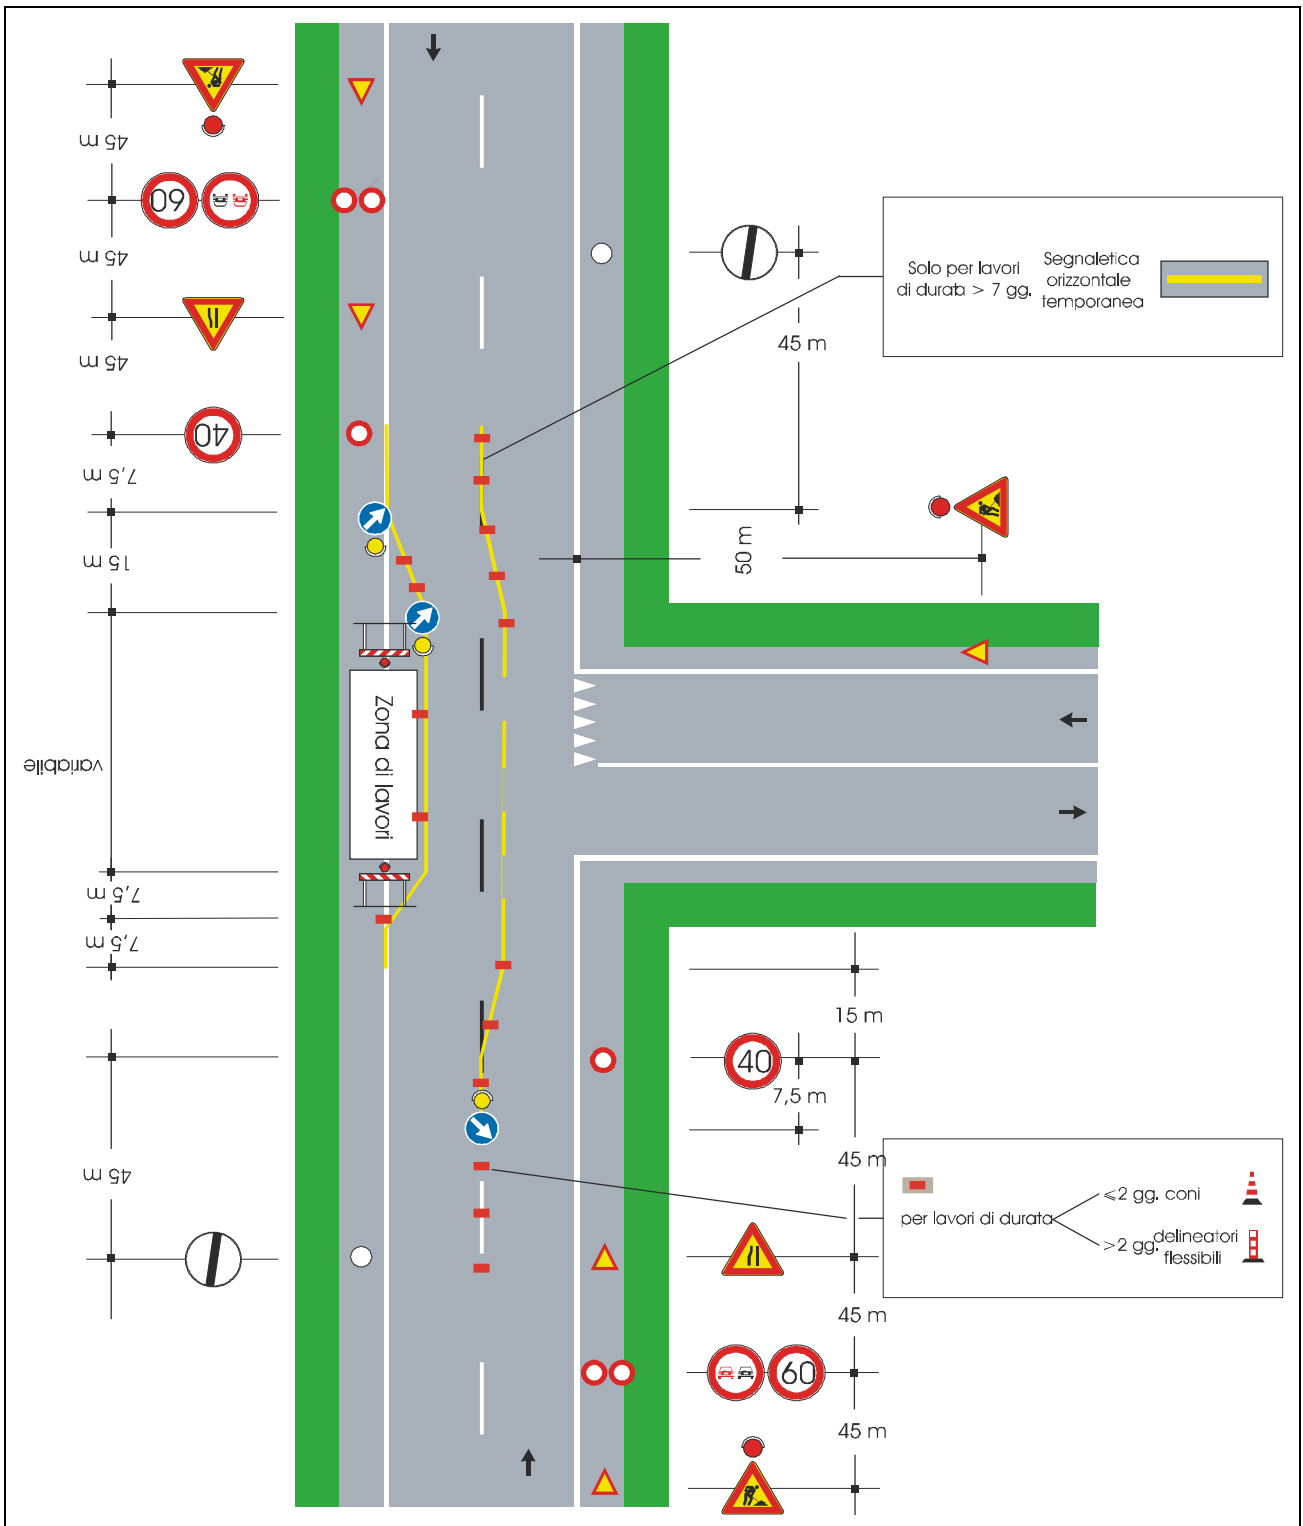 45 m
60
45 m
45 m
40
7,5 m
15 m
variabile
7,5 m
7,5 m
45 m
Zona di lavori
Solo per lavori
di durata > 7 gg.
Segnaletica
orizzontale
temporanea
45 m
50 m
15 m
40
7,5 m
45 m
per lavori di durata
≤2 gg. coni
>2 gg. delineatori
flessibili
45 m
60
45 m